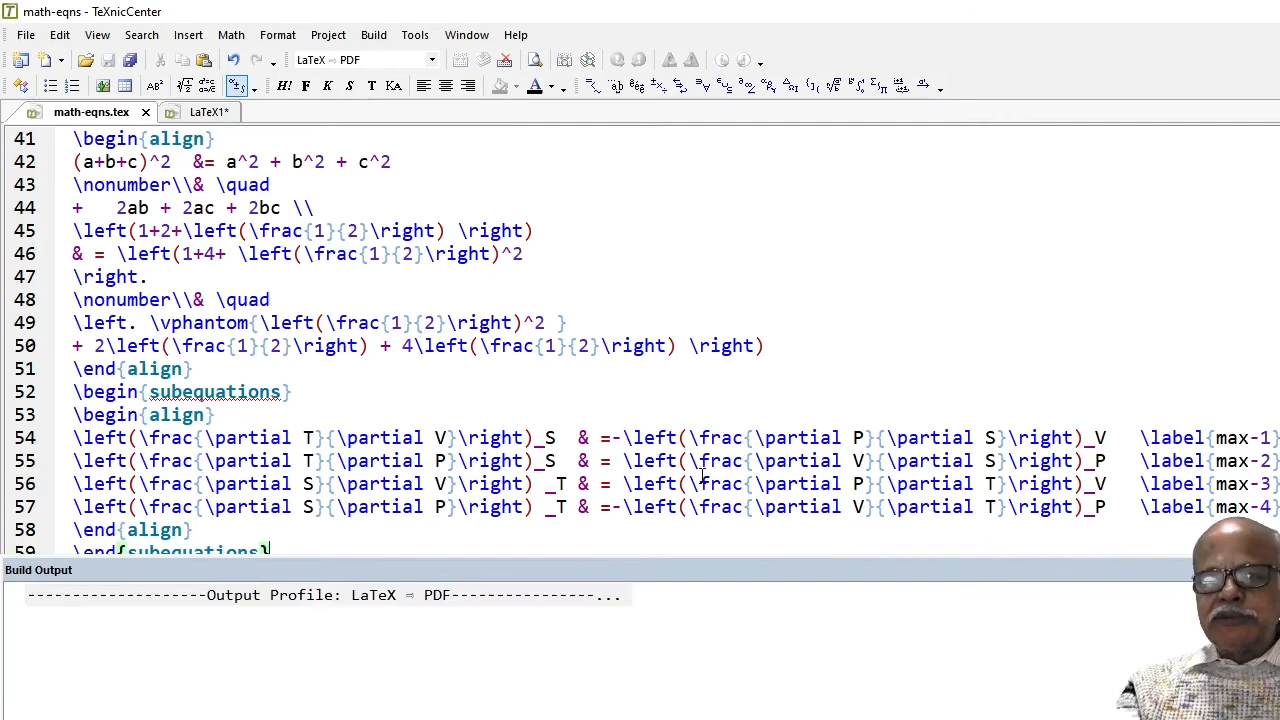 math-eqns - TeXnicCenter
File Edit View Search Insert Math Format Project Build Tools Window Help
LaTeX ⇨ PDF
math-eqns.tex LaTeX1*
41 \begin{align}
42 (a+b+c)^2 &= a^2 + b^2 + c^2
43 \nonumber\\& \quad
44 + 2ab + 2ac + 2bc \\
45 \left(1+2+\left(\frac{1}{2}\right) \right)
46 & = \left(1+4+ \left(\frac{1}{2}\right)^2
47 \right.
48 \nonumber\\& \quad
49 \left. \vphantom{\left(\frac{1}{2}\right)^2 }
50 + 2\left(\frac{1}{2}\right) + 4\left(\frac{1}{2}\right) \right)
51 \end{align}
52 \begin{subequations}
53 \begin{align}
54 \left(\frac{\partial T}{\partial V}\right)_S & =-\left(\frac{\partial P}{\partial S}\right)_V \label{max-1}
55 \left(\frac{\partial T}{\partial P}\right)_S & = \left(\frac{\partial V}{\partial S}\right)_P \label{max-2}
56 \left(\frac{\partial S}{\partial V}\right) _T & = \left(\frac{\partial P}{\partial T}\right)_V \label{max-3}
57 \left(\frac{\partial S}{\partial P}\right) _T & =-\left(\frac{\partial V}{\partial T}\right)_P \label{max-4}
58 \end{align}
59 \end{subequations}
Build Output
--------------------Output Profile: LaTeX ⇨ PDF----------------...